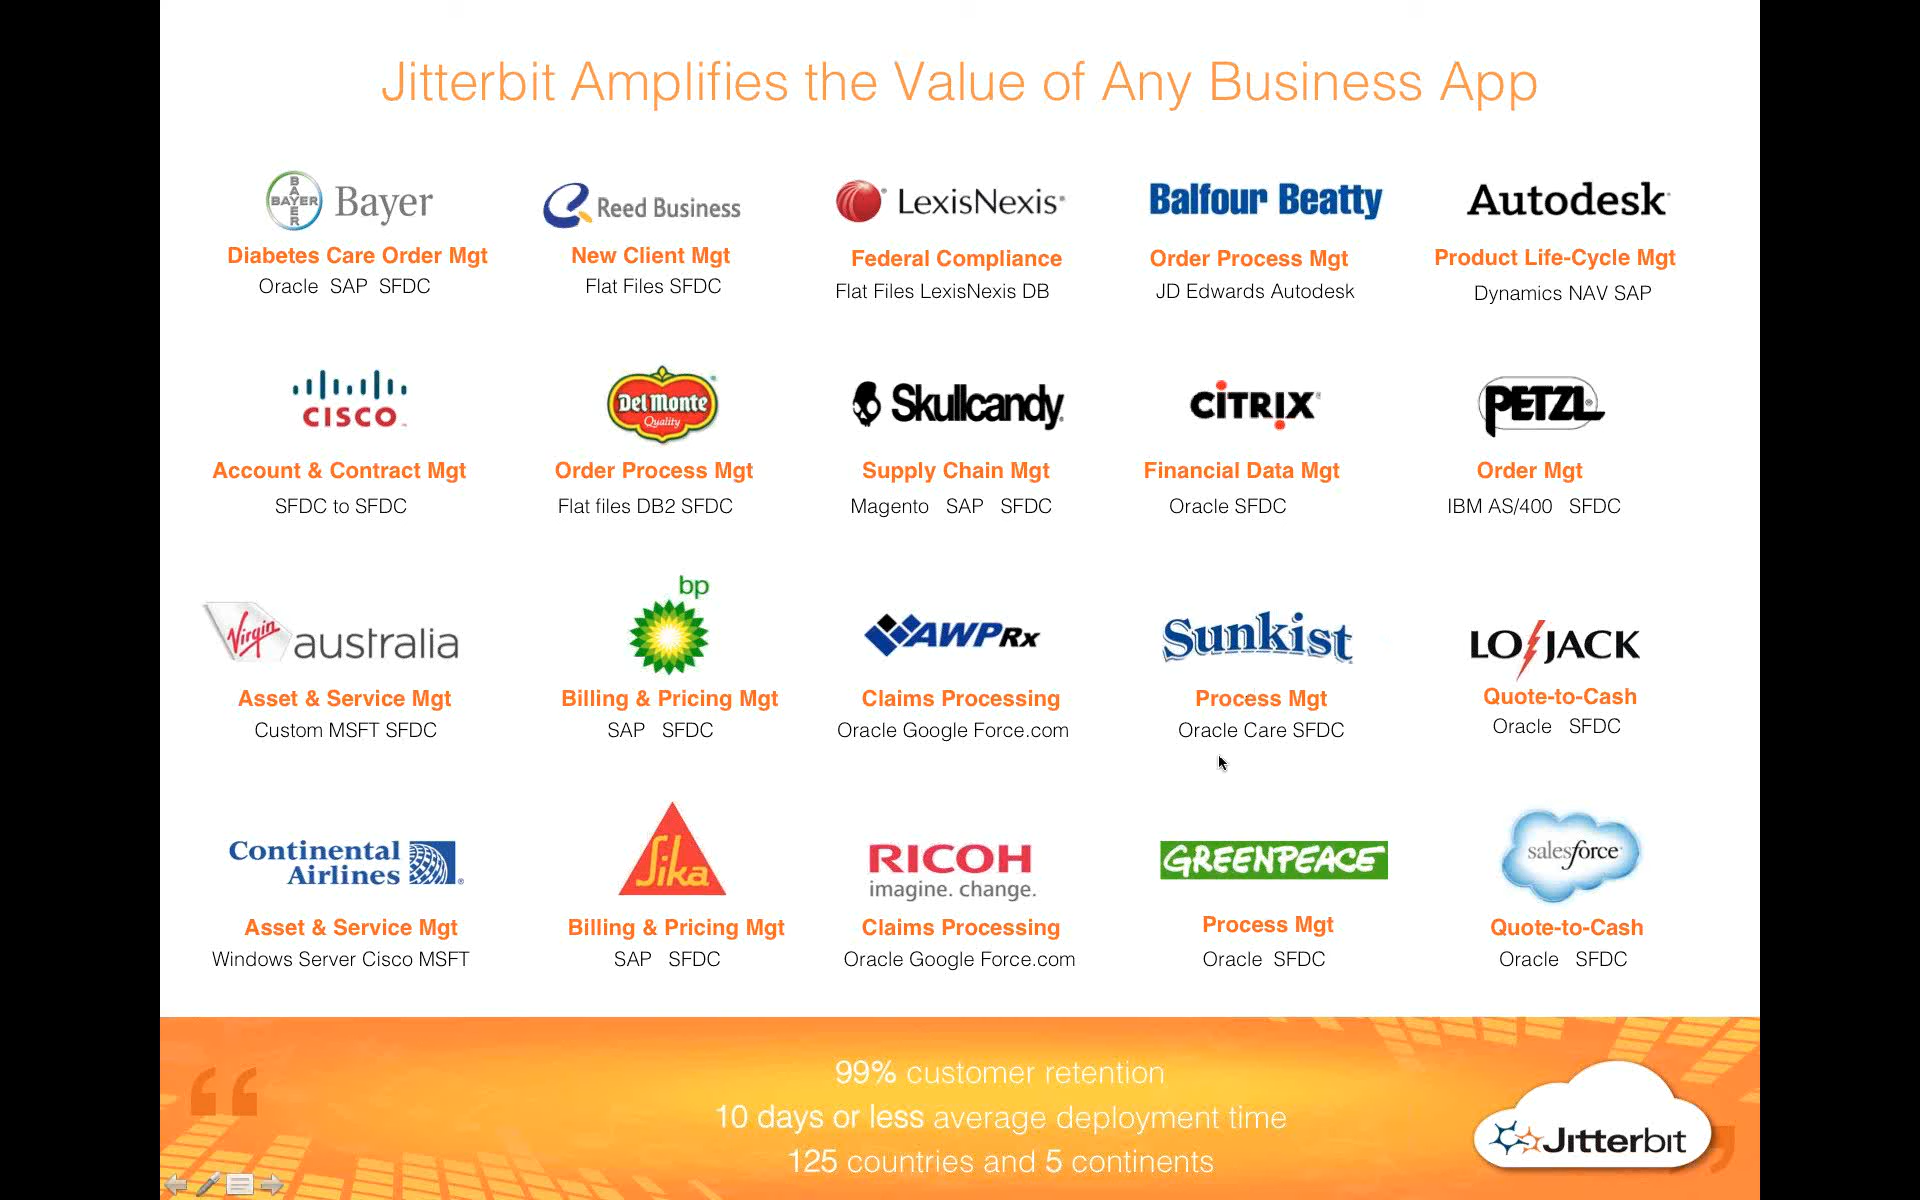 Jitterbit Amplifies the Value of Any Business App
BAYER
BAYER
Bayer
Reed Business
LexisNexis®
Balfour Beatty
Autodesk®
Diabetes Care Order Mgt
New Client Mgt
Federal Compliance
Order Process Mgt
Product Life-Cycle Mgt
Oracle SAP SFDC
Flat Files SFDC
Flat Files LexisNexis DB
JD Edwards Autodesk
Dynamics NAV SAP
CISCO™
Del Monte®
Quality
Skullcandy
CITRIX®
PETZL®
Account & Contract Mgt
Order Process Mgt
Supply Chain Mgt
Financial Data Mgt
Order Mgt
SFDC to SFDC
Flat files DB2 SFDC
Magento SAP SFDC
Oracle SFDC
IBM AS/400 SFDC
Virgin australia
bp
AWPRx
Sunkist
LOJACK
Asset & Service Mgt
Billing & Pricing Mgt
Claims Processing
Process Mgt
Quote-to-Cash
Custom MSFT SFDC
SAP SFDC
Oracle Google Force.com
Oracle Care SFDC
Oracle SFDC
Continental
Airlines
Sika
RICOH
imagine. change.
GREENPEACE
salesforce
Asset & Service Mgt
Billing & Pricing Mgt
Claims Processing
Process Mgt
Quote-to-Cash
Windows Server Cisco MSFT
SAP SFDC
Oracle Google Force.com
Oracle SFDC
Oracle SFDC
99% customer retention
10 days or less average deployment time
125 countries and 5 continents
Jitterbit